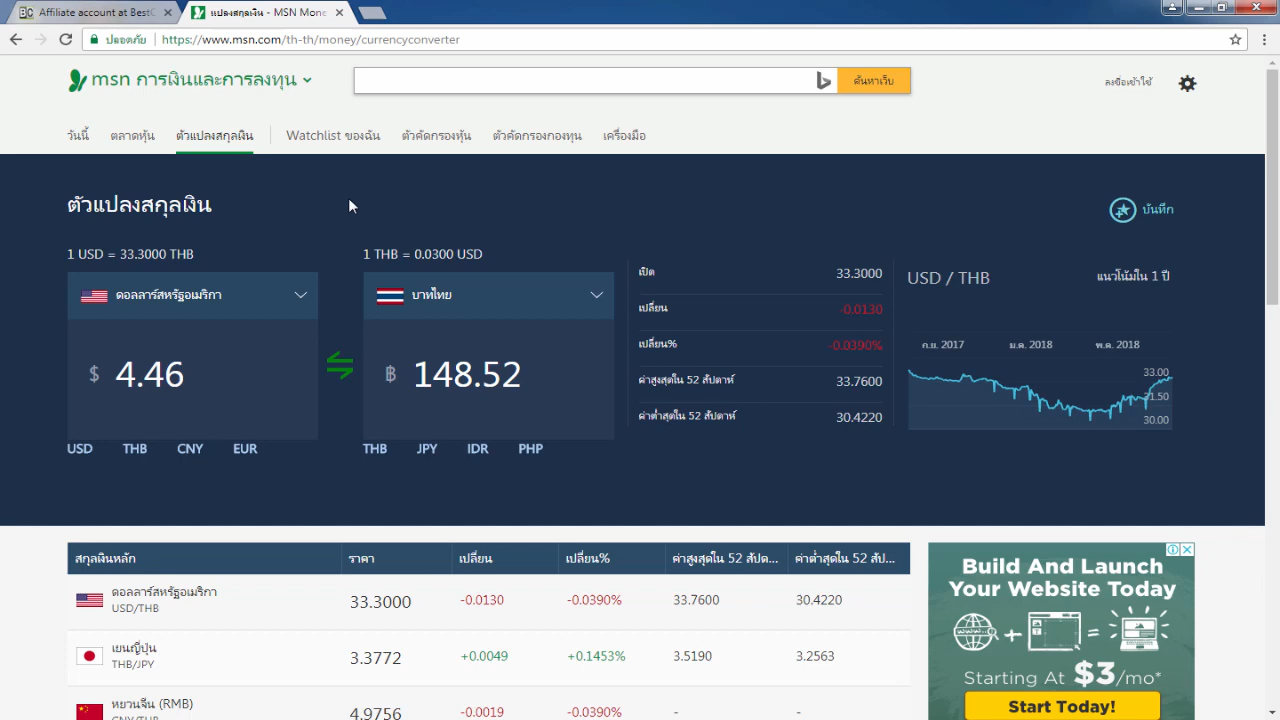 Affiliate account at BestC
แปลงสกุลเงิน - MSN Mone
ปลอดภัย https://www.msn.com/th-th/money/currencyconverter
msn การเงินและการลงทุน
ค้นหาเว็บ
ลงชื่อเข้าใช้
วันนี้ ตลาดหุ้น ตัวแปลงสกุลเงิน Watchlist ของฉัน ตัวคัดกรองหุ้น ตัวคัดกรองกองทุน เครื่องมือ
ตัวแปลงสกุลเงิน
บันทึก
1 USD = 33.3000 THB
ดอลลาร์สหรัฐอเมริกา
$ 4.46
USD THB CNY EUR
1 THB = 0.0300 USD
บาทไทย
฿ 148.52
THB JPY IDR PHP
เปิด 33.3000
เปลี่ยน -0.0130
เปลี่ยน% -0.0390%
ค่าสูงสุดใน 52 สัปดาห์ 33.7600
ค่าต่ำสุดใน 52 สัปดาห์ 30.4220
USD / THB แนวโน้มใน 1 ปี
ก.ย. 2017 ม.ค. 2018 พ.ค. 2018
33.00
31.50
30.00
สกุลเงินหลัก ราคา เปลี่ยน เปลี่ยน% ค่าสูงสุดใน 52 สัปด... ค่าต่ำสุดใน 52 สัป...
ดอลลาร์สหรัฐอเมริกา
USD/THB
33.3000 -0.0130 -0.0390% 33.7600 30.4220
เยนญี่ปุ่น
THB/JPY
3.3772 +0.0049 +0.1453% 3.5190 3.2563
หยวนจีน (RMB)
CNY/THB
4.9756 -0.0019 -0.0390% - -
Build And Launch
Your Website Today
Starting At $3/mo*
Start Today!